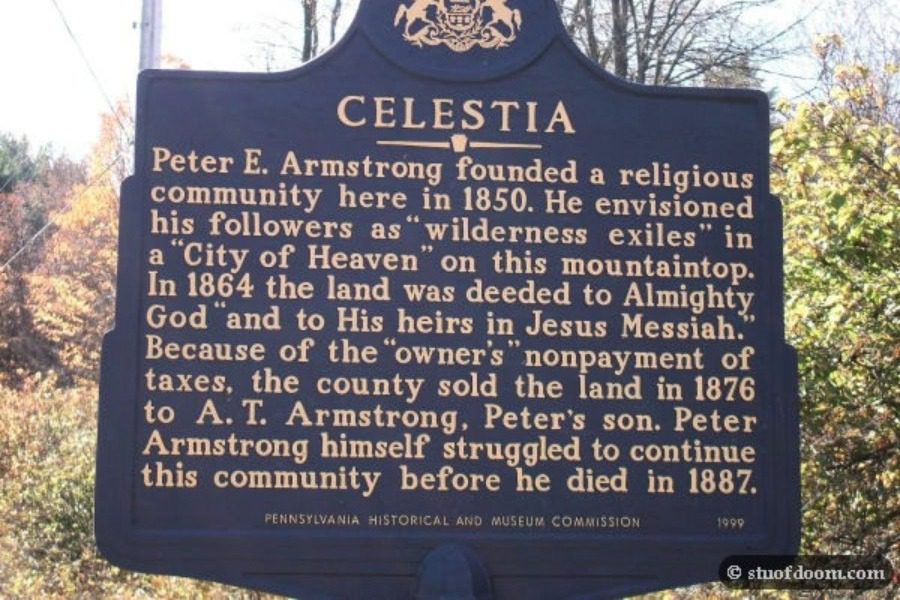 CELESTIA
Peter E. Armstrong founded a religious
community here in 1850. He envisioned
his followers as "wilderness exiles" in
a "City of Heaven" on this mountaintop.
In 1864 the land was deeded to Almighty
God "and to His heirs in Jesus Messiah."
Because of the "owner's" nonpayment of
taxes, the county sold the land in 1876
to A. T. Armstrong, Peter's son. Peter
Armstrong himself struggled to continue
this community before he died in 1887.
PENNSYLVANIA HISTORICAL AND MUSEUM COMMISSION 1999
© stuofdoom.com